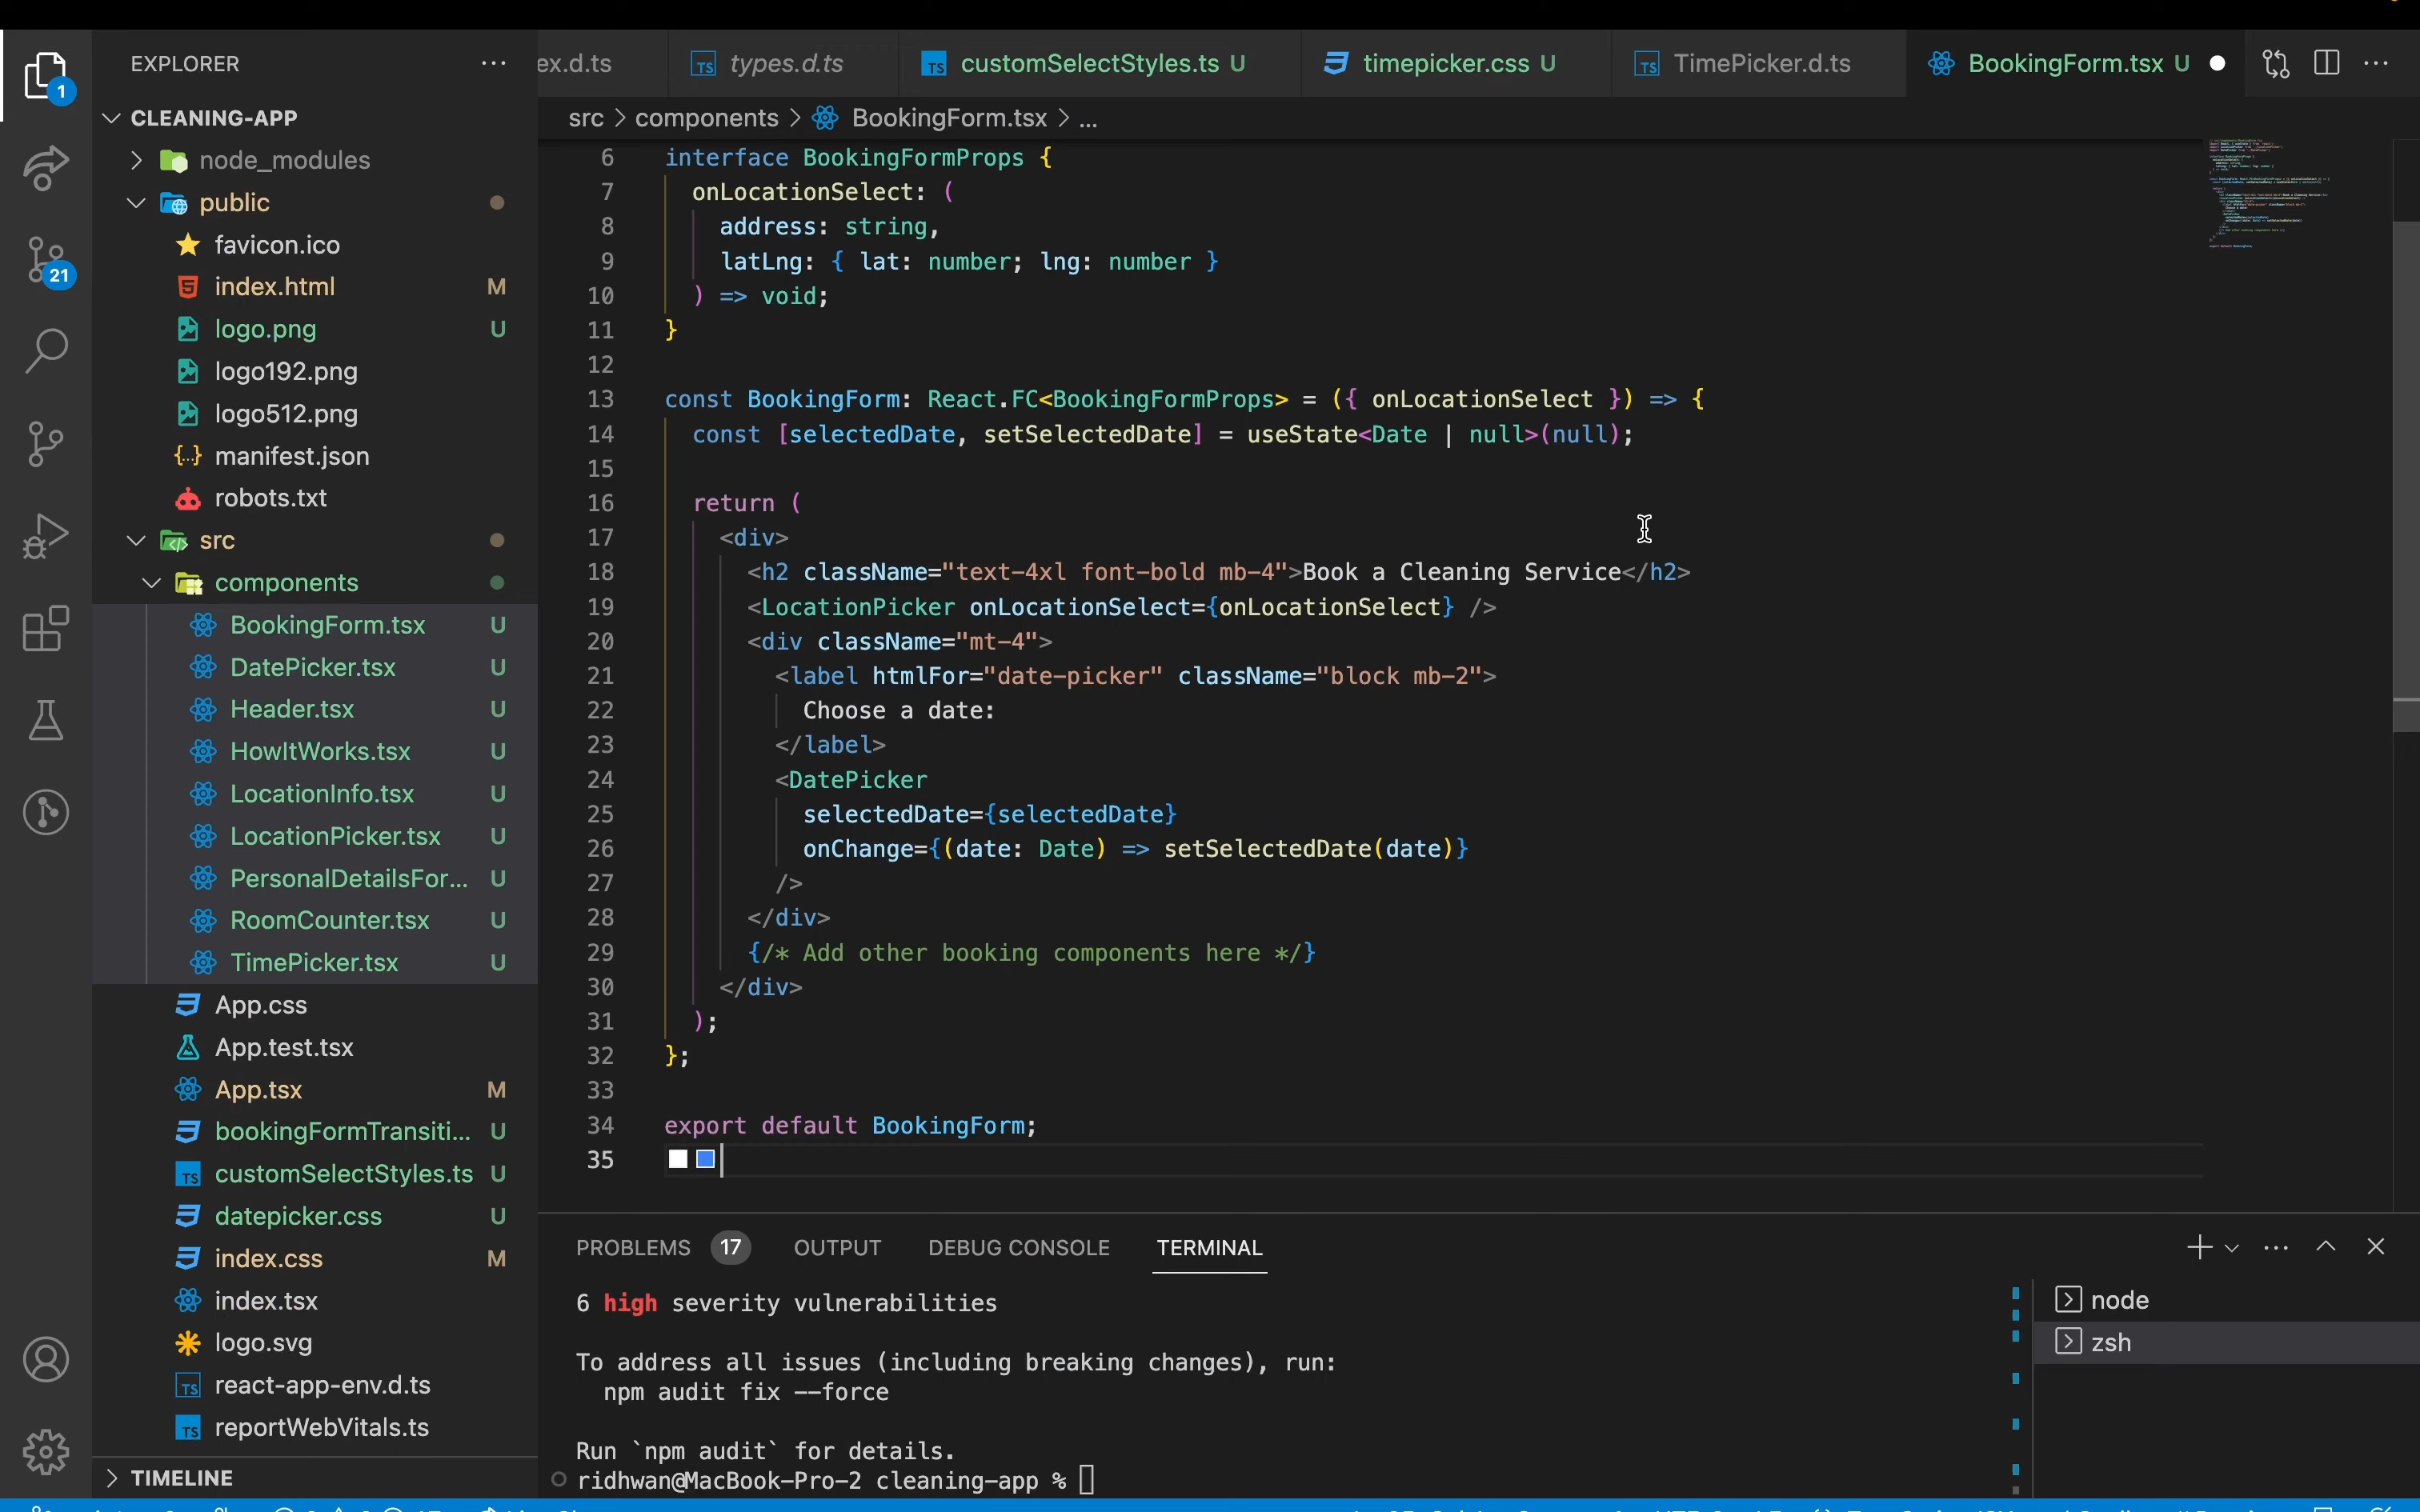 EXPLORER
CLEANING-APP
node_modules
public
favicon.ico
index.html M
logo.png U
logo192.png
logo512.png
manifest.json
robots.txt
src
components
BookingForm.tsx U
DatePicker.tsx U
Header.tsx U
HowItWorks.tsx U
LocationInfo.tsx U
LocationPicker.tsx U
PersonalDetailsFor... U
RoomCounter.tsx U
TimePicker.tsx U
App.css
App.test.tsx
App.tsx M
bookingFormTransiti... U
customSelectStyles.ts U
datepicker.css U
index.css M
index.tsx
logo.svg
react-app-env.d.ts
reportWebVitals.ts
TIMELINE
1
21
ex.d.ts types.d.ts customSelectStyles.ts U timepicker.css U TimePicker.d.ts BookingForm.tsx U
src > components > BookingForm.tsx > ...
6 interface BookingFormProps {
7 onLocationSelect: (
8 address: string,
9 latLng: { lat: number; lng: number }
10 ) => void;
11 }
12
13 const BookingForm: React.FC<BookingFormProps> = ({ onLocationSelect }) => {
14 const [selectedDate, setSelectedDate] = useState<Date | null>(null);
15
16 return (
17 <div>
18 <h2 className="text-4xl font-bold mb-4">Book a Cleaning Service</h2>
19 <LocationPicker onLocationSelect={onLocationSelect} />
20 <div className="mt-4">
21 <label htmlFor="date-picker" className="block mb-2">
22 Choose a date:
23 </label>
24 <DatePicker
25 selectedDate={selectedDate}
26 onChange={(date: Date) => setSelectedDate(date)}
27 />
28 </div>
29 {/* Add other booking components here */}
30 </div>
31 );
32 };
33
34 export default BookingForm;
35
PROBLEMS 17 OUTPUT DEBUG CONSOLE TERMINAL
6 high severity vulnerabilities
To address all issues (including breaking changes), run:
npm audit fix --force
Run `npm audit` for details.
ridhwan@MacBook-Pro-2 cleaning-app %
node
zsh